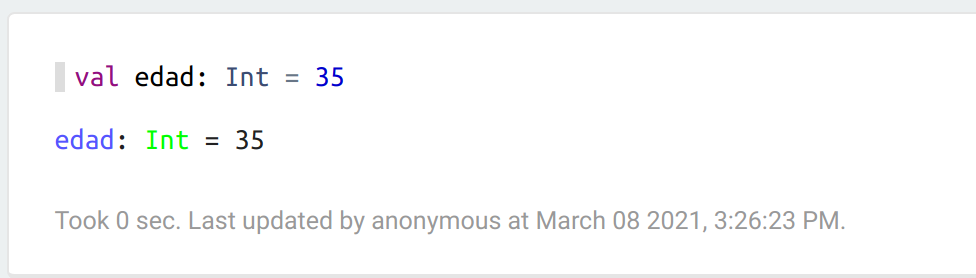 val edad: Int = 35
edad: Int = 35
Took 0 sec. Last updated by anonymous at March 08 2021, 3:26:23 PM.